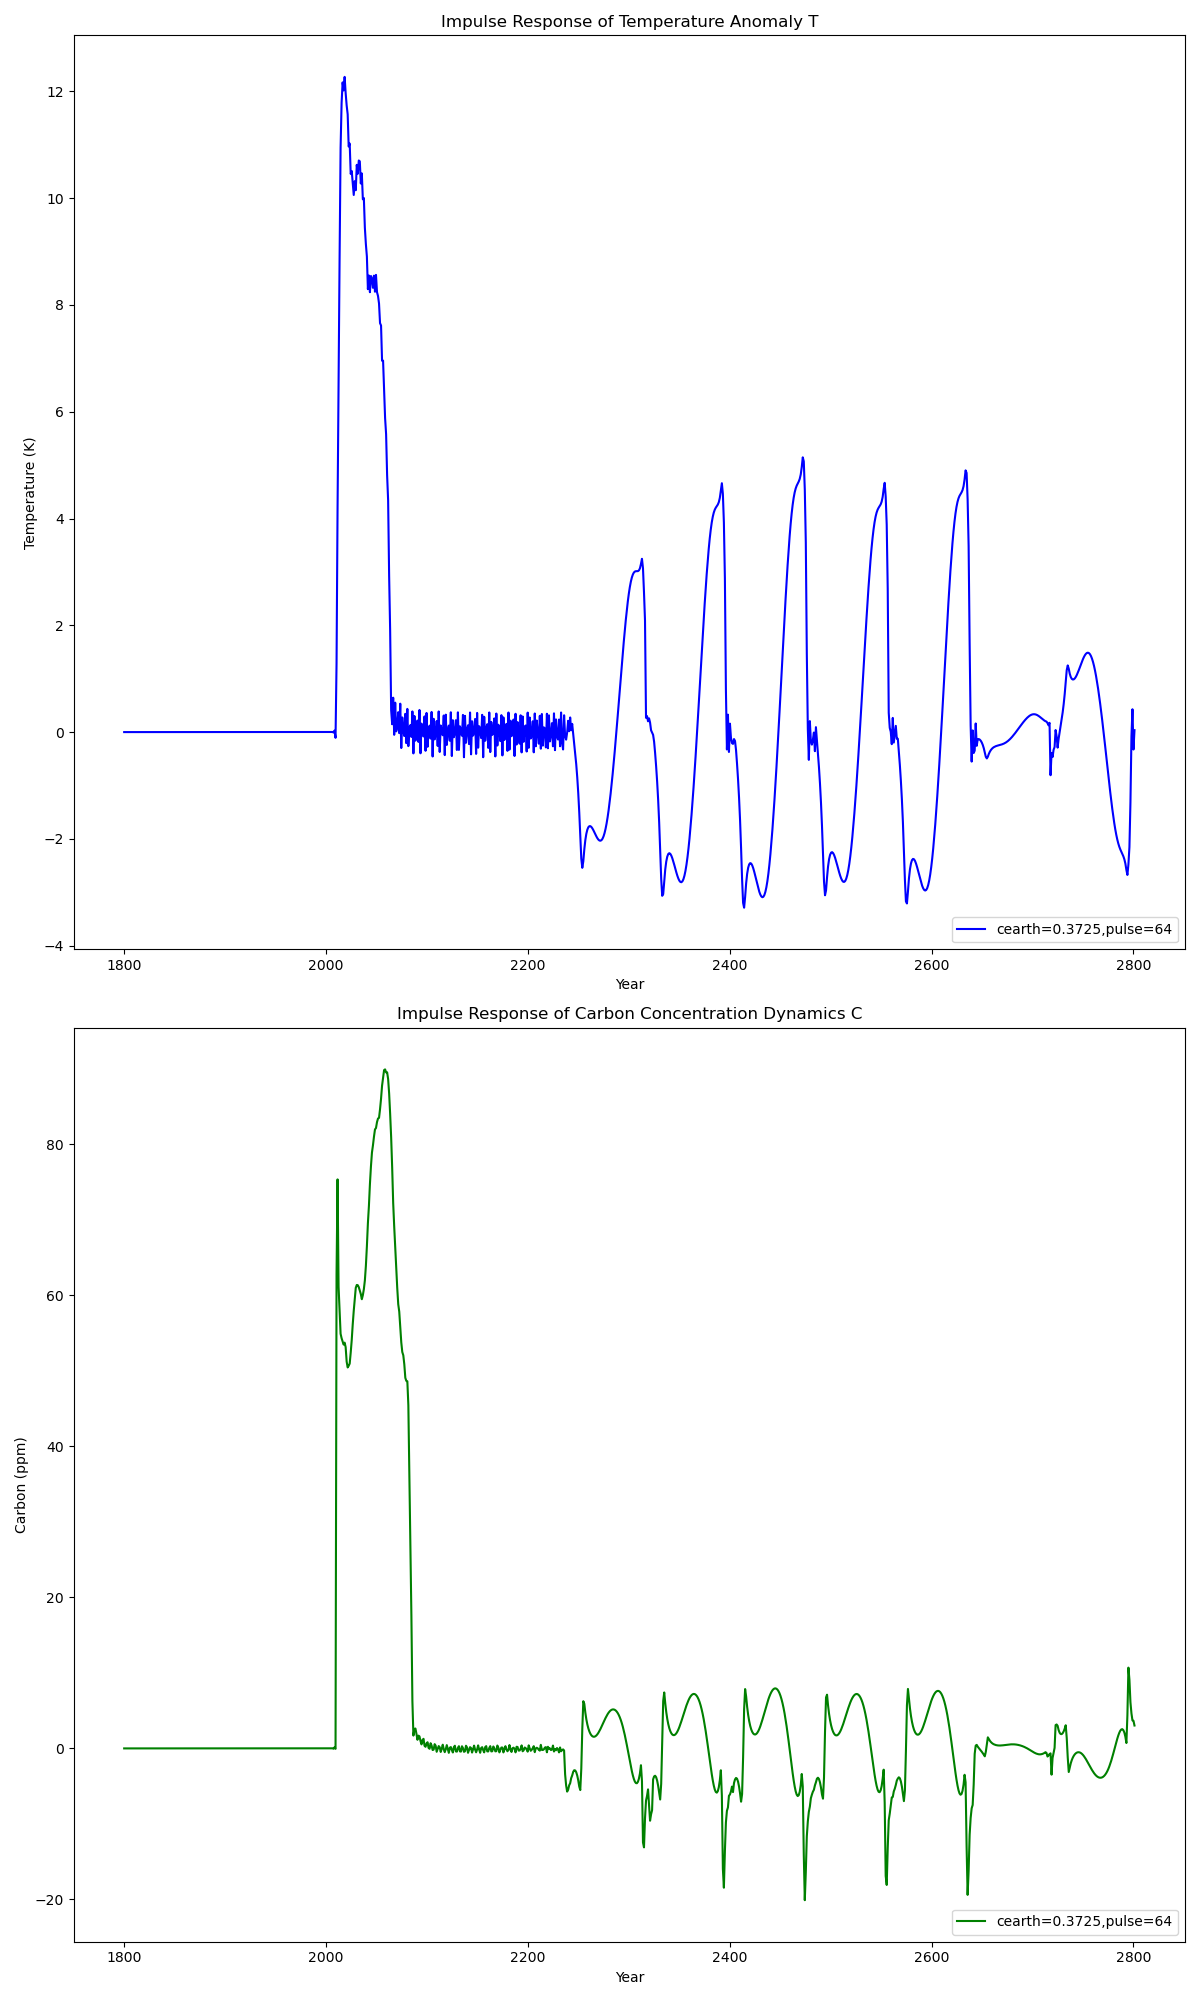 Impulse Response of Temperature Anomaly T
Temperature (K)
12
10
8
6
4
2
0
−2
−4
1800 2000 2200 2400 2600 2800
Year
cearth=0.3725,pulse=64
Impulse Response of Carbon Concentration Dynamics C
Carbon (ppm)
80
60
40
20
0
−20
1800 2000 2200 2400 2600 2800
Year
cearth=0.3725,pulse=64